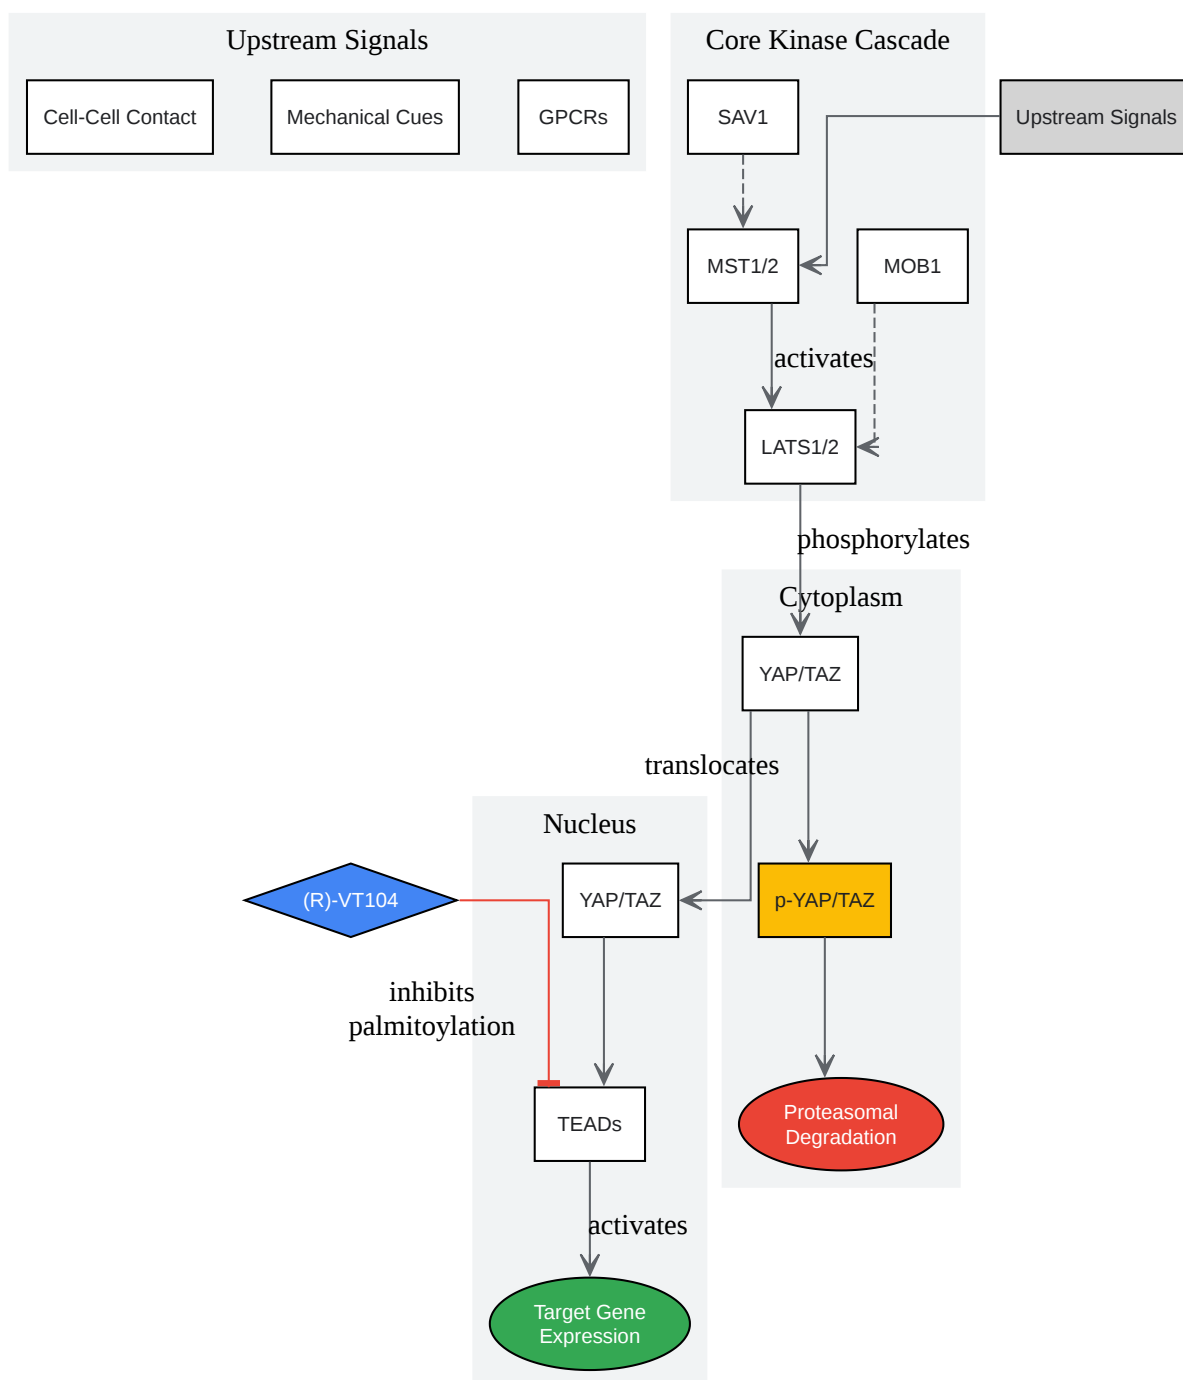 Upstream Signals
Core Kinase Cascade
Cell-Cell Contact
Mechanical Cues
GPCRs
SAV1
Upstream Signals
MST1/2
MOB1
activates
LATS1/2
phosphorylates
Cytoplasm
YAP/TAZ
translocates
Nucleus
(R)-VT104
YAP/TAZ
p-YAP/TAZ
inhibits
palmitoylation
TEADs
Proteasomal
Degradation
activates
Target Gene
Expression